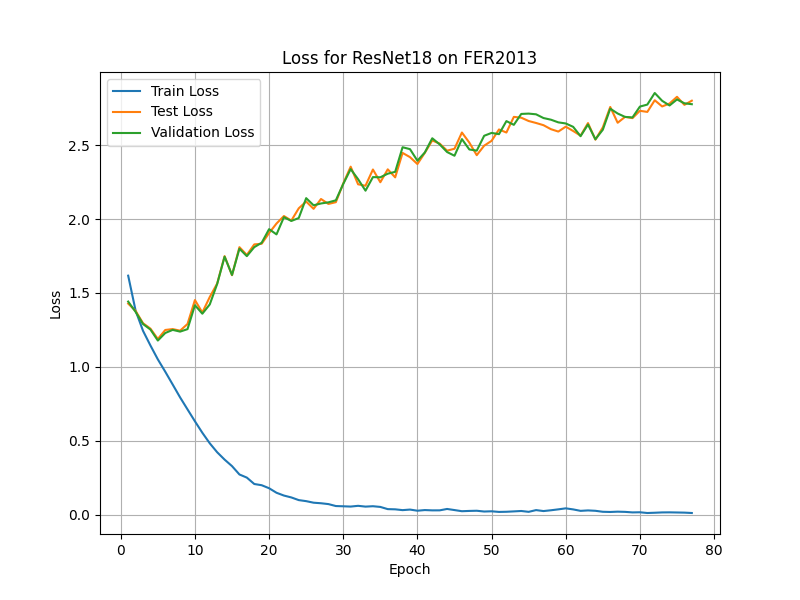 Loss for ResNet18 on FER2013
Train Loss
Test Loss
Validation Loss
Loss
2.5
2.0
1.5
1.0
0.5
0.0
0 10 20 30 40 50 60 70 80
Epoch